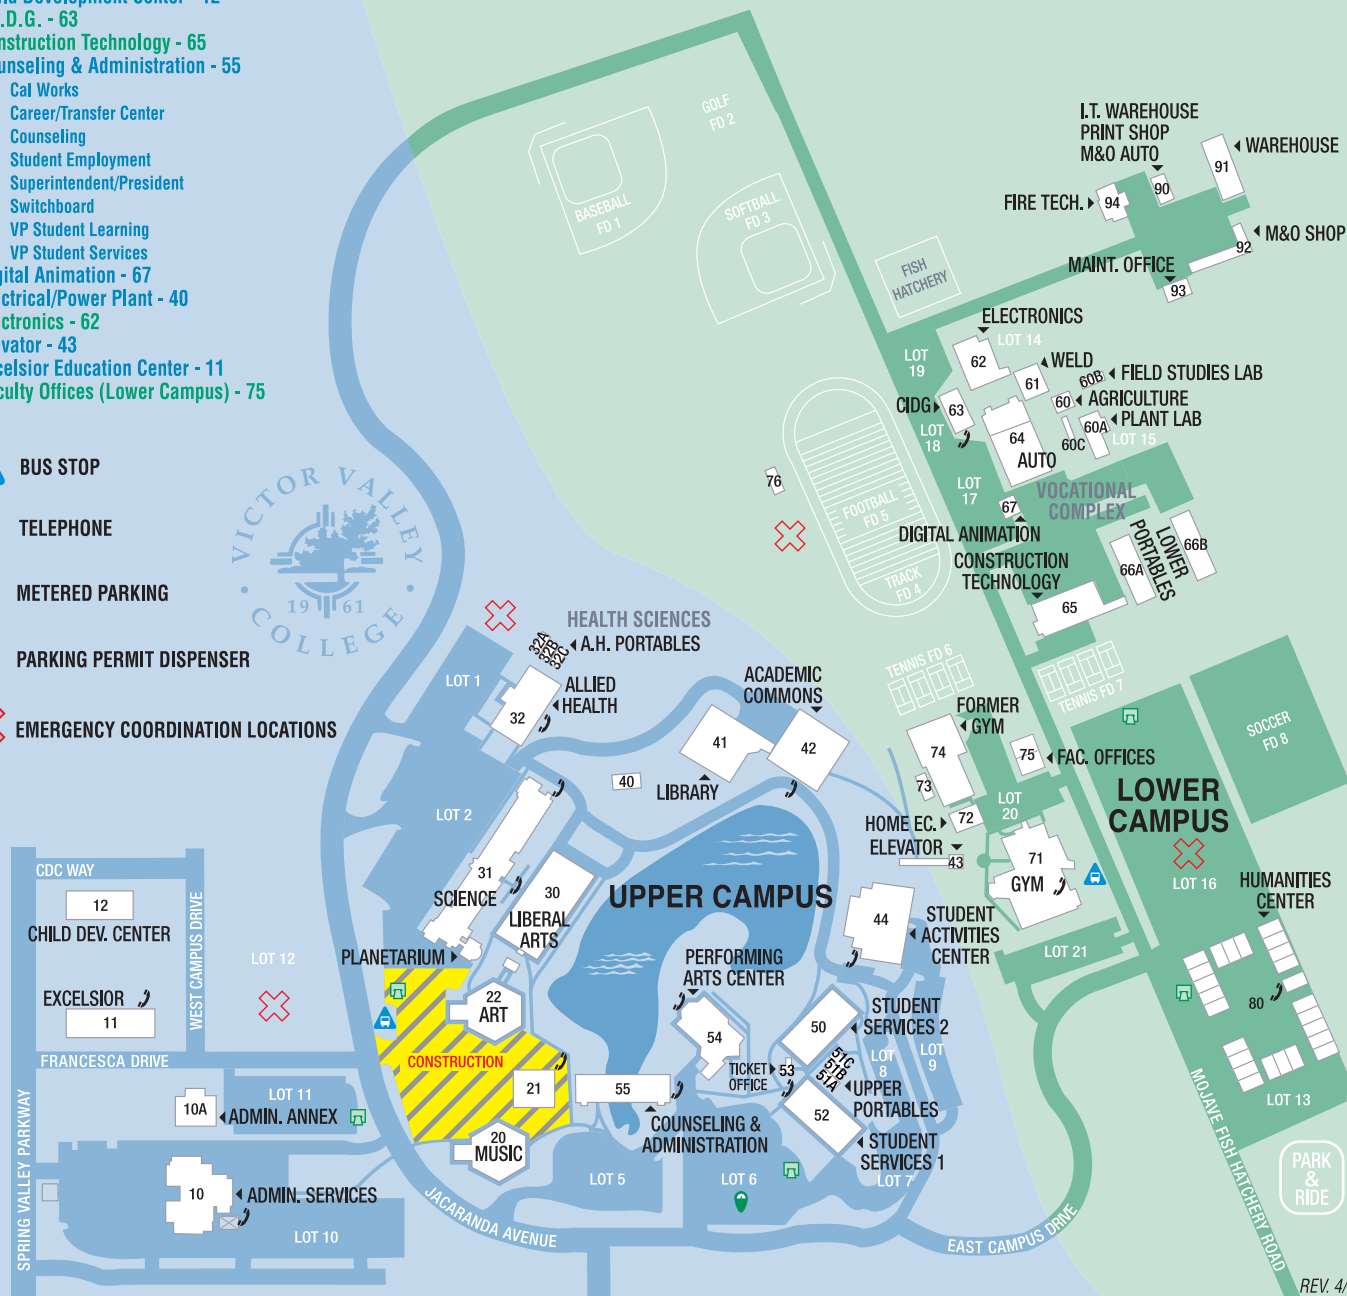 .D.G. - 63
nstruction Technology - 65
unseling & Administration - 55
Cal Works
Career/Transfer Center
Counseling
Student Employment
Superintendent/President
Switchboard
VP Student Learning
VP Student Services
gital Animation - 67
ectrical/Power Plant - 40
ctronics - 62
vator - 43
celsior Education Center - 11
culty Offices (Lower Campus) - 75
BUS STOP
TELEPHONE
METERED PARKING
PARKING PERMIT DISPENSER
EMERGENCY COORDINATION LOCATIONS
VICTOR VALLEY
1961
COLLEGE
GOLF
FD 2
BASEBALL
FD 1
SOFTBALL
FD 3
FISH
HATCHERY
I.T. WAREHOUSE
PRINT SHOP
M&O AUTO
90
91
WAREHOUSE
FIRE TECH.
94
92
M&O SHOP
MAINT. OFFICE
93
ELECTRONICS
LOT 14
LOT
19
62
WELD
61
60B
FIELD STUDIES LAB
CIDG
63
60
AGRICULTURE
60A
PLANT LAB
LOT
18
64
AUTO
60C
LOT 15
76
FOOTBALL
FD 5
LOT
17
67
VOCATIONAL
COMPLEX
DIGITAL ANIMATION
TRACK
FD 4
CONSTRUCTION
TECHNOLOGY
65
66A
LOWER
PORTABLES
66B
HEALTH SCIENCES
32A
32B
32C
A.H. PORTABLES
LOT 1
ALLIED
HEALTH
32
ACADEMIC
COMMONS
41
42
40
LIBRARY
TENNIS FD 6
TENNIS FD 7
FORMER
GYM
74
75
FAC. OFFICES
73
SOCCER
FD 8
LOWER
CAMPUS
LOT
20
HOME EC.
72
ELEVATOR
43
71
GYM
LOT 16
LOT 2
31
SCIENCE
30
LIBERAL
ARTS
UPPER CAMPUS
44
STUDENT
ACTIVITIES
CENTER
HUMANITIES
CENTER
LOT 21
80
LOT 13
CDC WAY
12
CHILD DEV. CENTER
WEST CAMPUS DRIVE
LOT 12
EXCELSIOR
11
FRANCESCA DRIVE
PLANETARIUM
22
ART
CONSTRUCTION
21
20
MUSIC
55
COUNSELING &
ADMINISTRATION
PERFORMING
ARTS CENTER
54
TICKET
OFFICE
53
50
STUDENT
SERVICES 2
51C
51B
51A
UPPER
PORTABLES
LOT
8
LOT
9
52
STUDENT
SERVICES 1
LOT 7
LOT 5
LOT 6
10A
ADMIN. ANNEX
LOT 11
10
ADMIN. SERVICES
LOT 10
SPRING VALLEY PARKWAY
JACARANDA AVENUE
EAST CAMPUS DRIVE
MOJAVE FISH HATCHERY ROAD
PARK
&
RIDE
REV. 4/